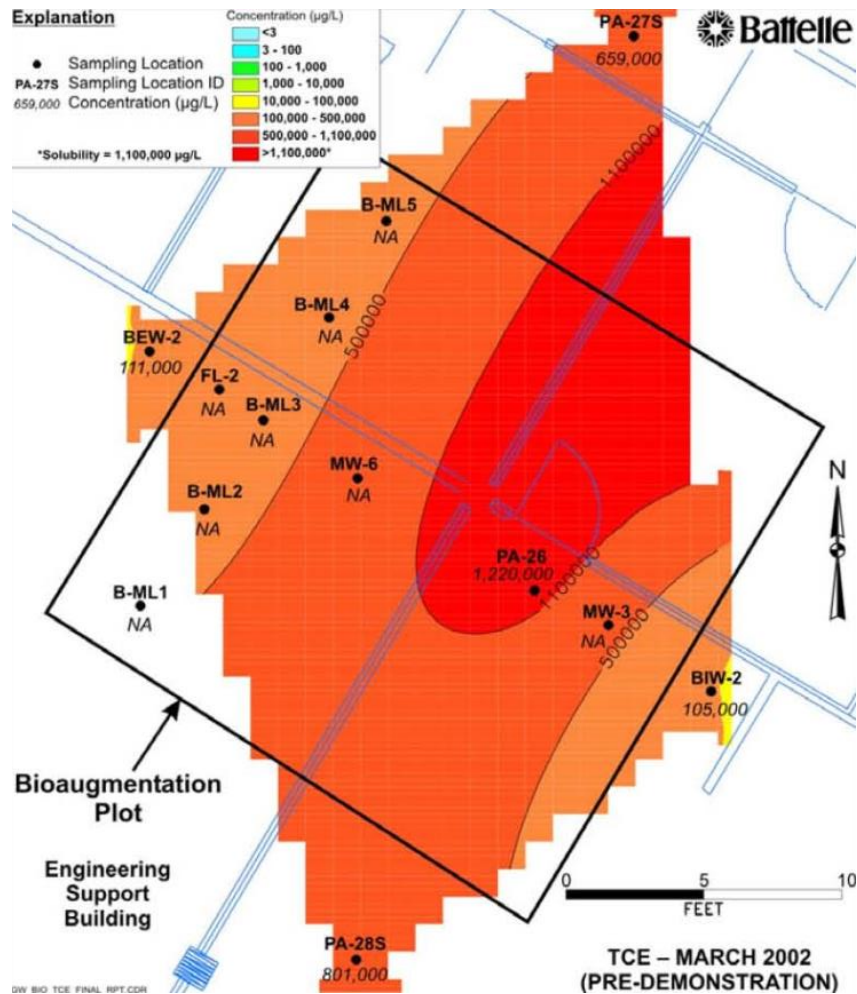 Explanation
Sampling Location
PA-27S Sampling Location ID
659,000 Concentration (µg/L)
*Solubility = 1,100,000 µg/L
Concentration (µg/L)
<3
3 - 100
100 - 1,000
1,000 - 10,000
10,000 - 100,000
100,000 - 500,000
500,000 - 1,100,000
>1,100,000*
PA-27S
659,000
Battelle
1100000
B-ML5
NA
B-ML4
NA
500000
BEW-2
111,000
FL-2
NA
B-ML3
NA
MW-6
NA
B-ML2
NA
N
PA-26
1,220,000
1100000
B-ML1
NA
MW-3
NA
500000
BIW-2
105,000
Bioaugmentation
Plot
Engineering
Support
Building
0 5 10
FEET
PA-28S
801,000
TCE – MARCH 2002
(PRE-DEMONSTRATION)
GW_BIO_TCE_FINAL_RPT.CDR